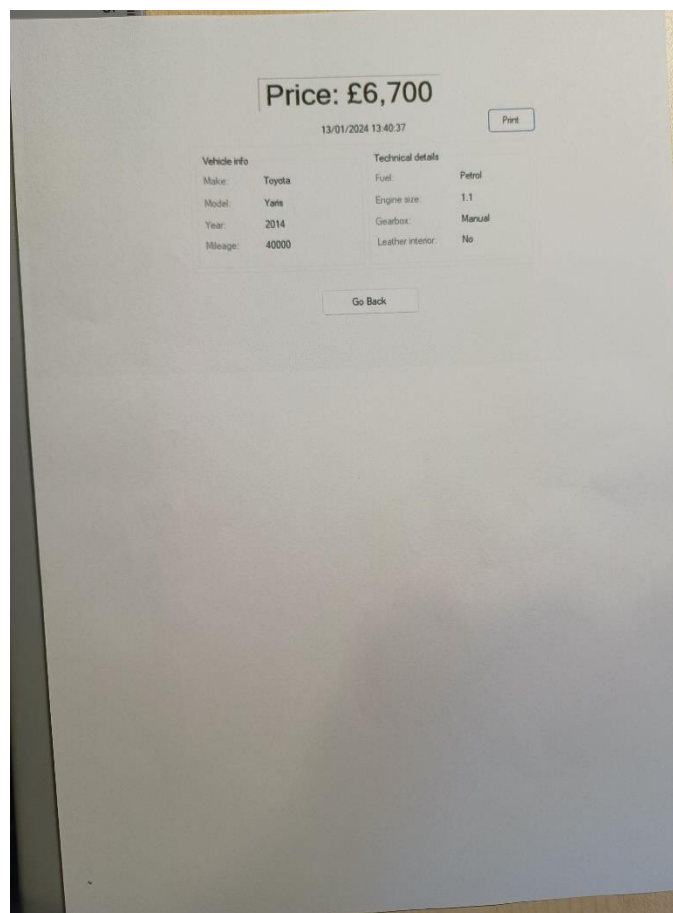 Price: £6,700
13/01/2024 13:40:37
Print
Vehicle info
Make: Toyota
Model: Yaris
Year: 2014
Mileage: 40000
Technical details
Fuel: Petrol
Engine size: 1.1
Gearbox: Manual
Leather interior: No
Go Back